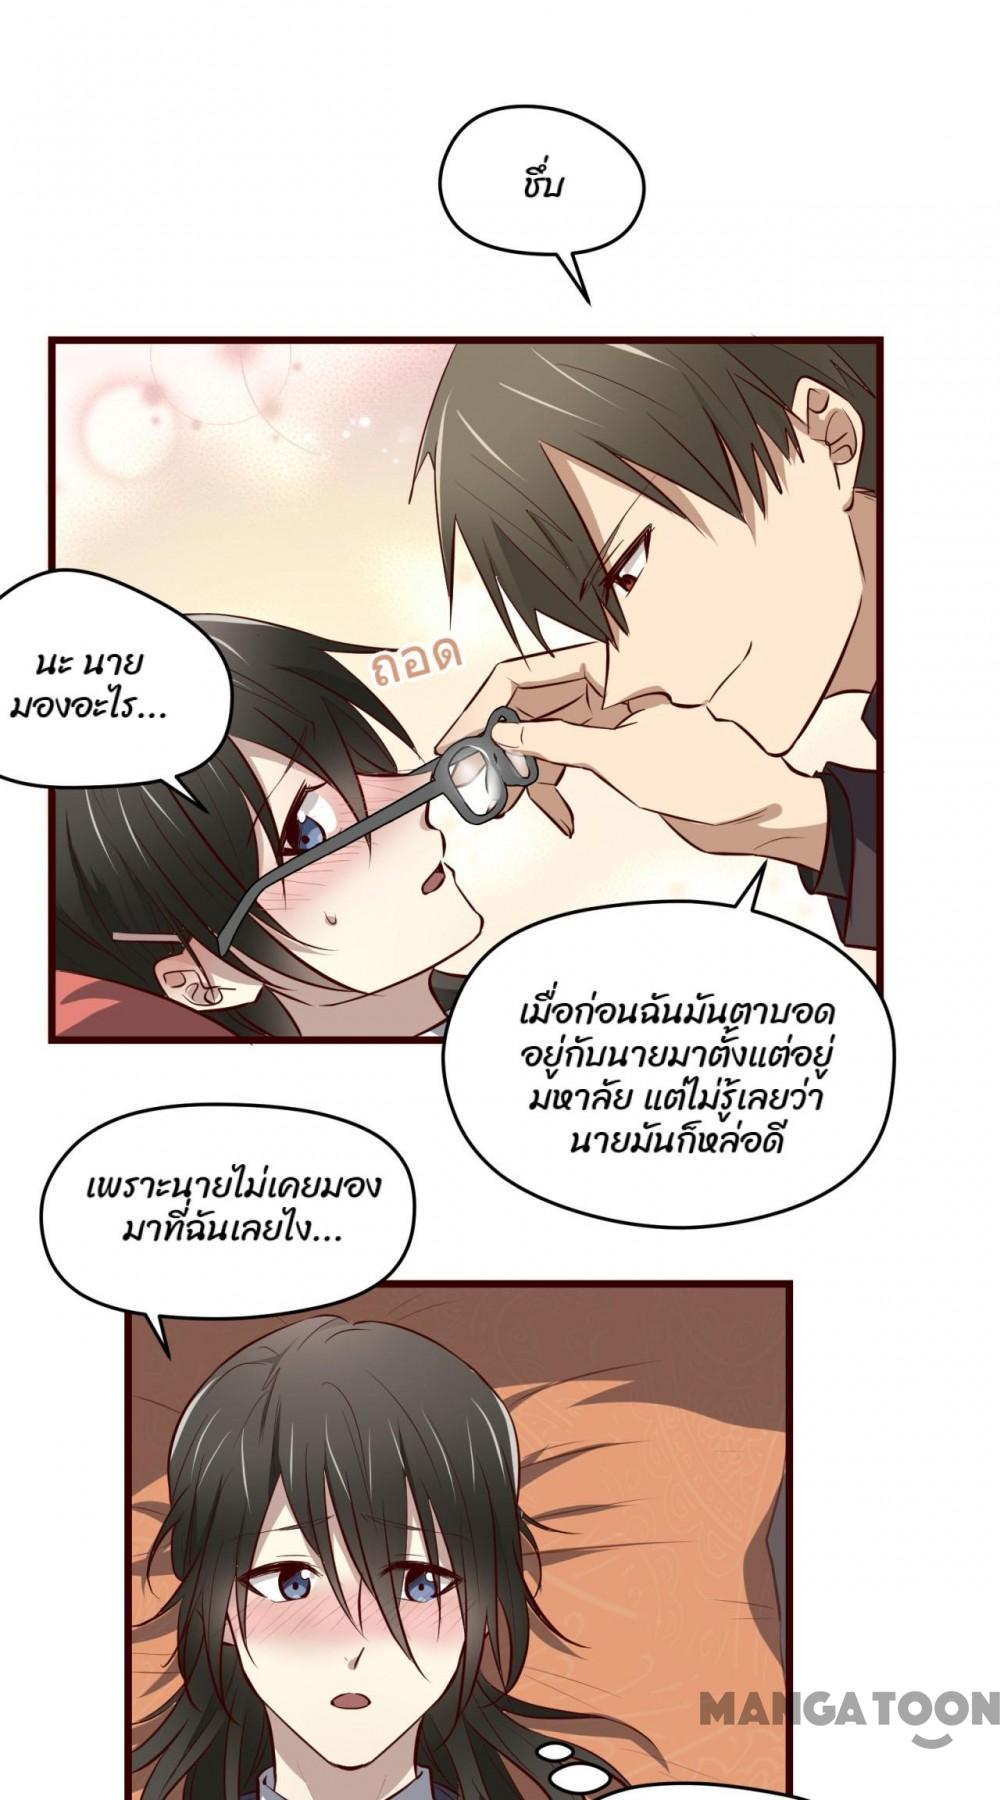 ชึ่บ
นะ นาย
มองอะไร...
ถอด
เมื่อก่อนฉันมันตาบอด
อยู่กับนายมาตั้งแต่อยู่
มหาลัย แต่ไม่รู้เลยว่า
นายมันก็หล่อดี
เพราะนายไม่เคยมอง
มาที่ฉันเลยไง...
MANGATOON